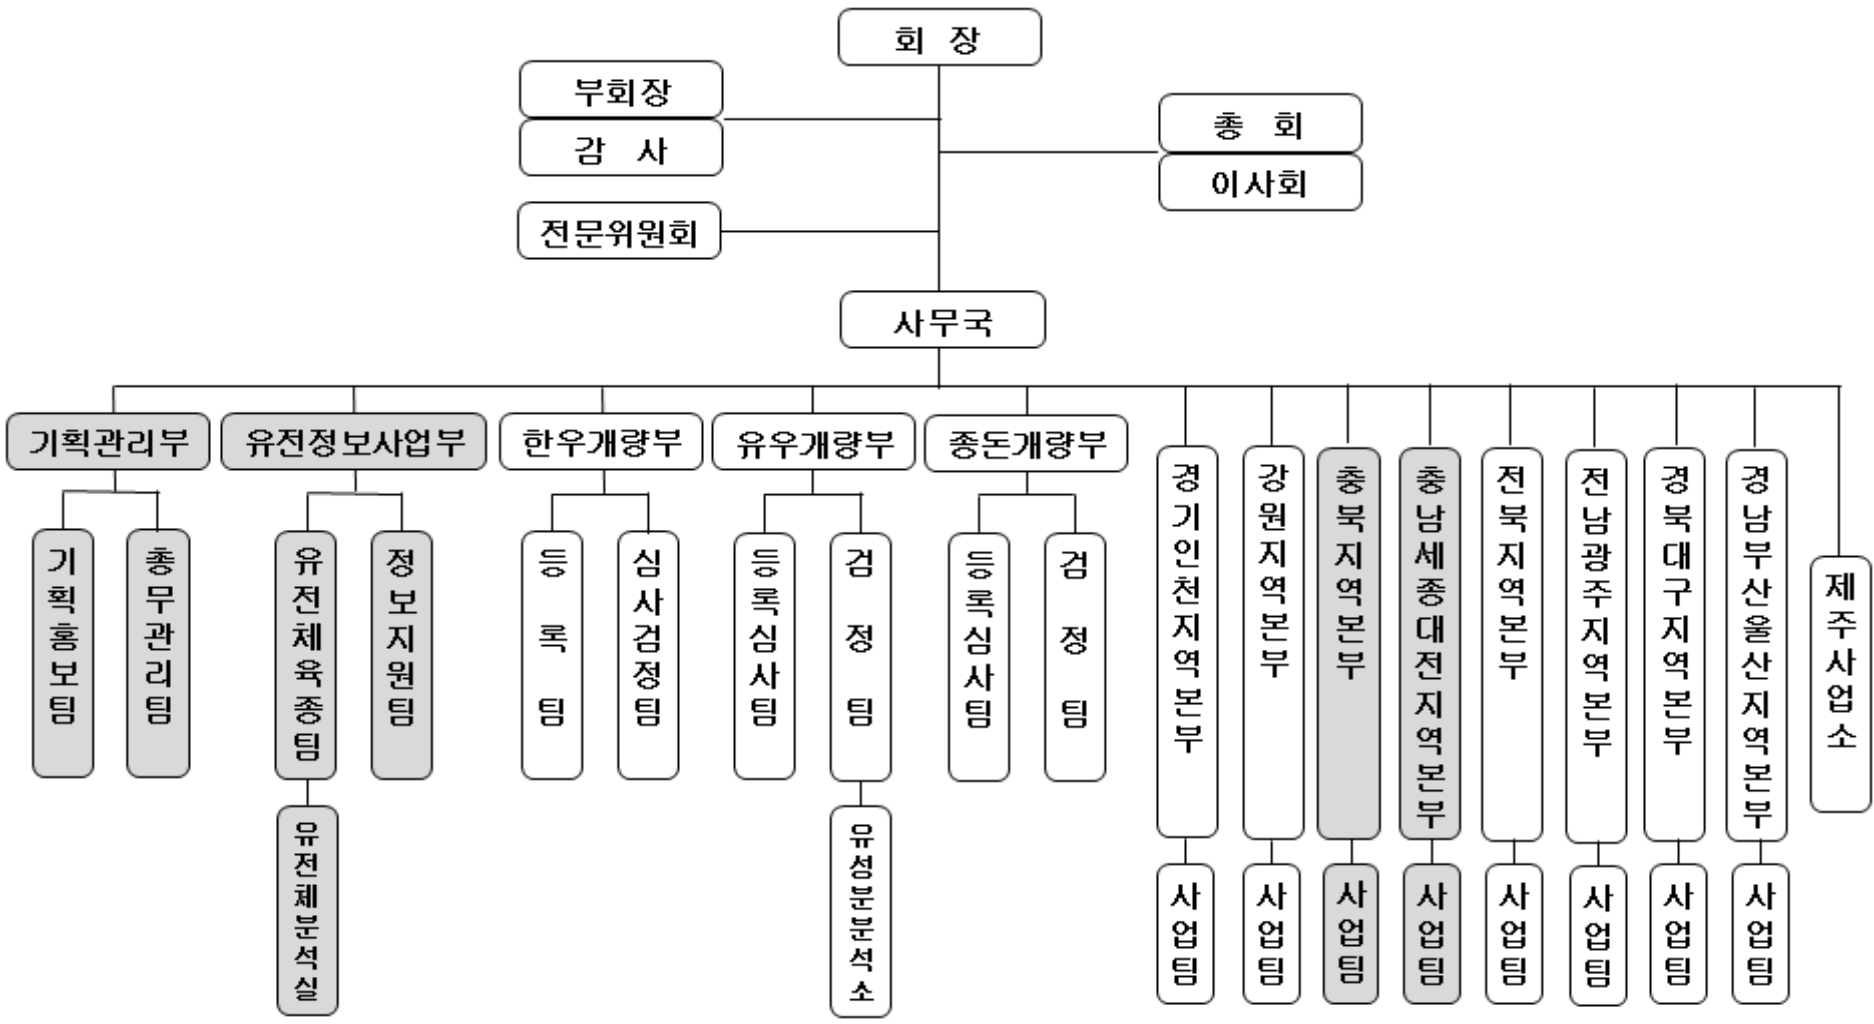 회 장
부회장
감 사
총 회
이사회
전문위원회
사무국
기획관리부
유전정보사업부
한우개량부
유우개량부
종돈개량부
기획홍보팀
총무관리팀
유전체육종팀
정보지원팀
등록팀
심사검정팀
등록심사팀
검정팀
등록심사팀
검정팀
경기인천지역본부
강원지역본부
충북지역본부
충남세종대전지역본부
전북지역본부
전남광주지역본부
경북대구지역본부
경남부산울산지역본부
제주사업소
유전체분석실
유성분분석소
사업팀
사업팀
사업팀
사업팀
사업팀
사업팀
사업팀
사업팀